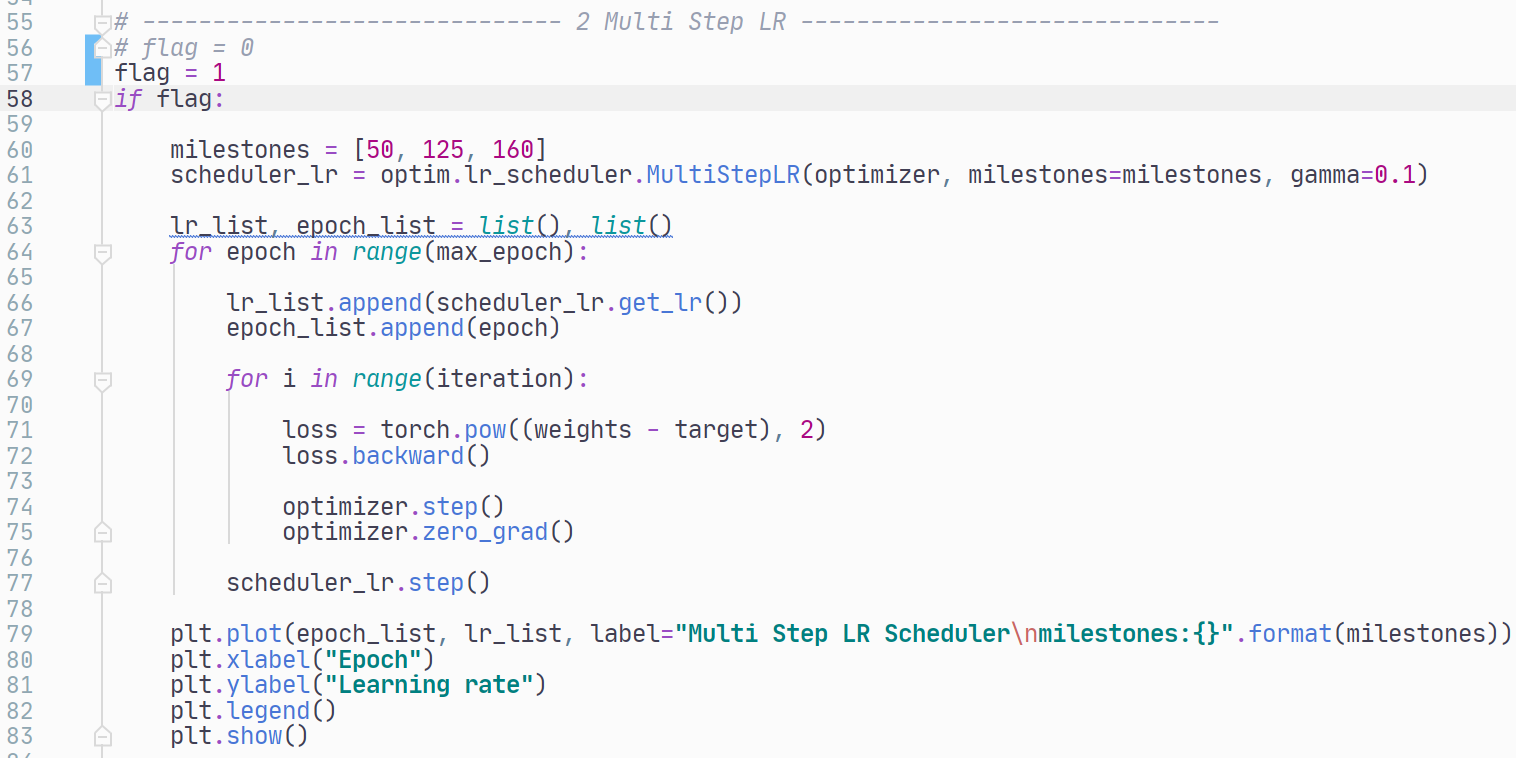 55 # ------------------------------ 2 Multi Step LR ------------------------------
56 # flag = 0
57 flag = 1
58 if flag:
59
60     milestones = [50, 125, 160]
61     scheduler_lr = optim.lr_scheduler.MultiStepLR(optimizer, milestones=milestones, gamma=0.1)
62
63     lr_list, epoch_list = list(), list()
64     for epoch in range(max_epoch):
65
66         lr_list.append(scheduler_lr.get_lr())
67         epoch_list.append(epoch)
68
69         for i in range(iteration):
70
71             loss = torch.pow((weights - target), 2)
72             loss.backward()
73
74             optimizer.step()
75             optimizer.zero_grad()
76
77         scheduler_lr.step()
78
79     plt.plot(epoch_list, lr_list, label="Multi Step LR Scheduler\nmilestones:{}".format(milestones))
80     plt.xlabel("Epoch")
81     plt.ylabel("Learning rate")
82     plt.legend()
83     plt.show()